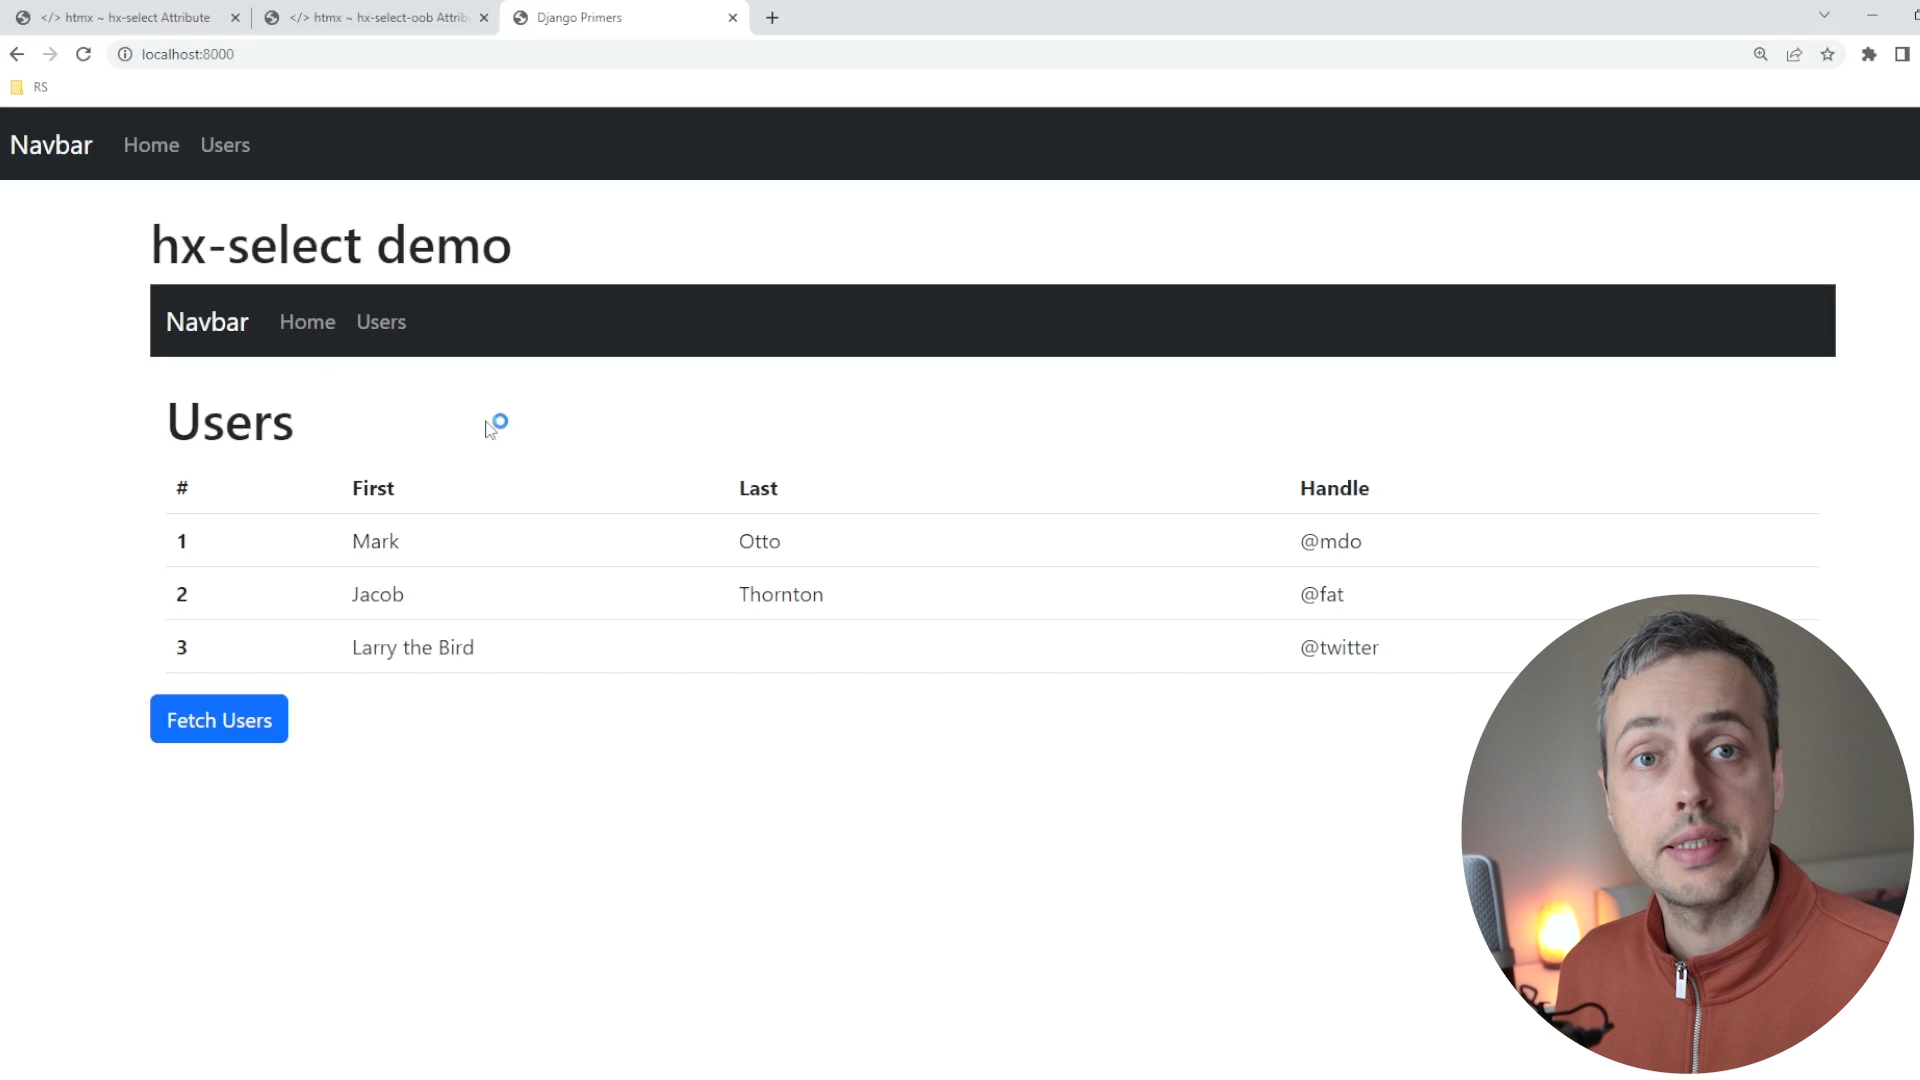 </> htmx ~ hx-select Attribute
</> htmx ~ hx-select-oob Attrib
Django Primers
localhost:8000
RS
Navbar Home Users
hx-select demo
Navbar Home Users
Users
# First Last Handle
1 Mark Otto @mdo
2 Jacob Thornton @fat
3 Larry the Bird @twitter
Fetch Users